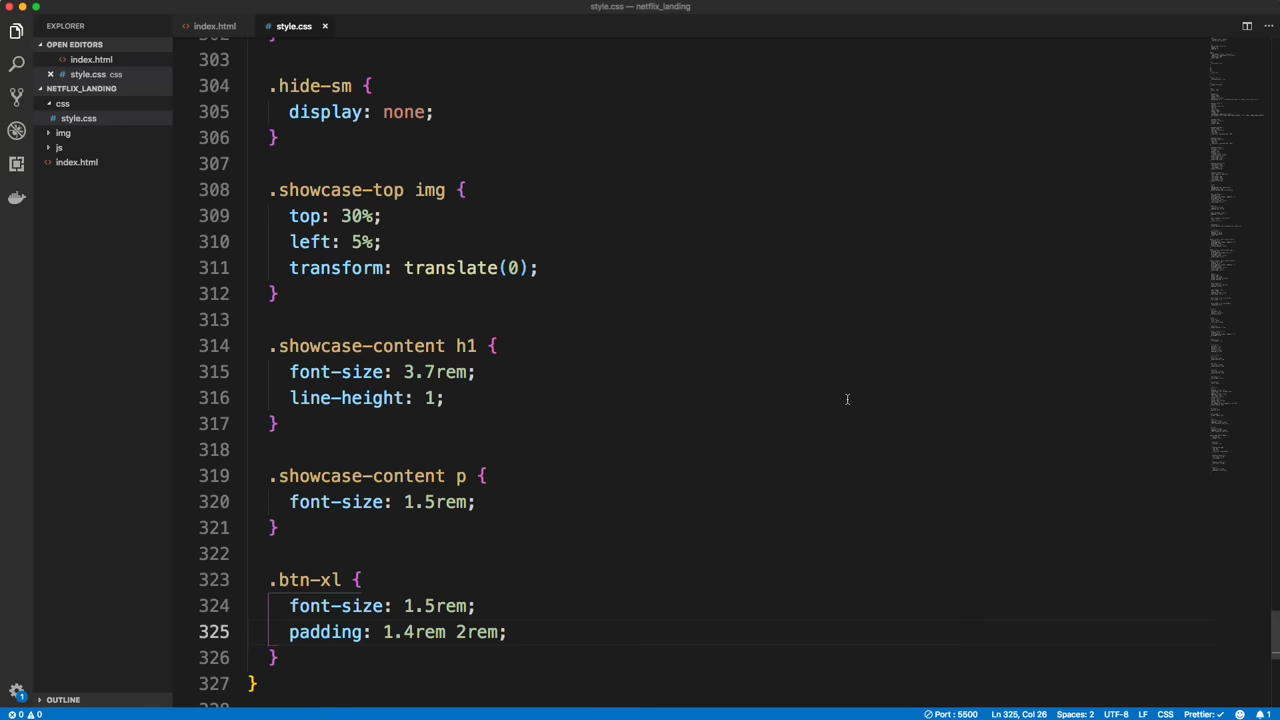 style.css — netflix_landing
EXPLORER
index.html
style.css
OPEN EDITORS
index.html
style.css css
NETFLIX_LANDING
css
style.css
img
js
index.html
302 }
303
304 .hide-sm {
305 display: none;
306 }
307
308 .showcase-top img {
309 top: 30%;
310 left: 5%;
311 transform: translate(0);
312 }
313
314 .showcase-content h1 {
315 font-size: 3.7rem;
316 line-height: 1;
317 }
318
319 .showcase-content p {
320 font-size: 1.5rem;
321 }
322
323 .btn-xl {
324 font-size: 1.5rem;
325 padding: 1.4rem 2rem;
326 }
327 }
OUTLINE
1
0 0
Port : 5500
Ln 325, Col 26
Spaces: 2
UTF-8
LF
CSS
Prettier: ✓
1